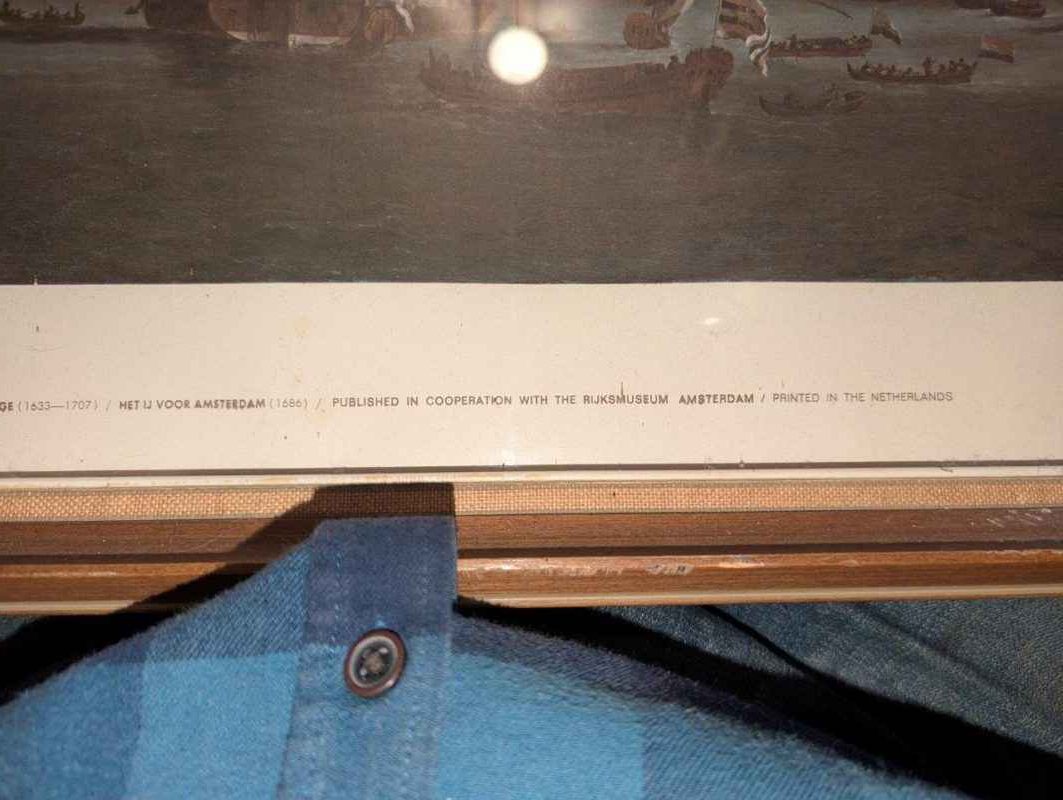 GE (1633—1707) / HET IJ VOOR AMSTERDAM (1686) / PUBLISHED IN COOPERATION WITH THE RIJKSMUSEUM AMSTERDAM / PRINTED IN THE NETHERLANDS